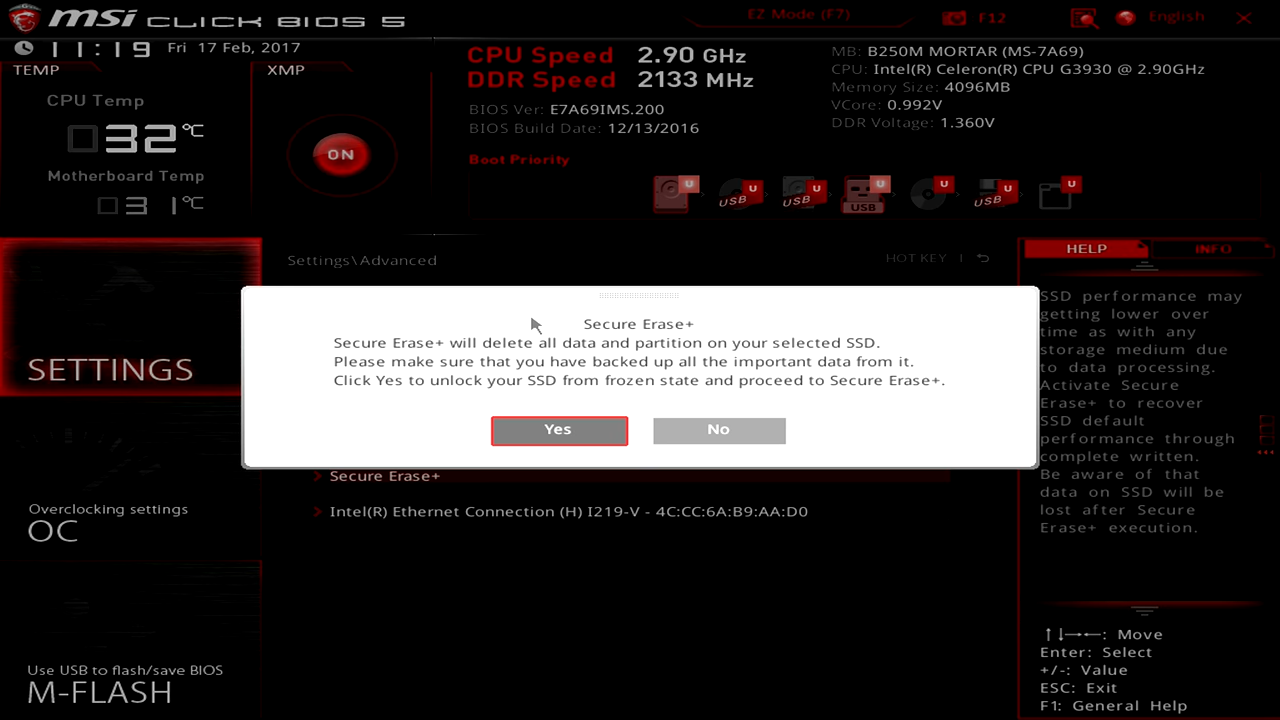 msi CLICK BIOS 5
EZ Mode (F7)
F12
English
11:19 Fri 17 Feb, 2017
TEMP
XMP
CPU Temp
32°C
Motherboard Temp
31°C
ON
CPU Speed 2.90 GHz
DDR Speed 2133 MHz
BIOS Ver: E7A69IMS.200
BIOS Build Date: 12/13/2016
MB: B250M MORTAR (MS-7A69)
CPU: Intel(R) Celeron(R) CPU G3930 @ 2.90GHz
Memory Size: 4096MB
VCore: 0.992V
DDR Voltage: 1.360V
Boot Priority
U U U U U U U
USB USB USB USB
Settings\Advanced
HOT KEY | 
HELP
INFO
SETTINGS
Overclocking settings
OC
Use USB to flash/save BIOS
M-FLASH
Secure Erase+
Secure Erase+ will delete all data and partition on your selected SSD.
Please make sure that you have backed up all the important data from it.
Click Yes to unlock your SSD from frozen state and proceed to Secure Erase+.
Yes
No
Secure Erase+
Intel(R) Ethernet Connection (H) I219-V - 4C:CC:6A:B9:AA:D0
SSD performance may
getting lower over
time as with any
storage medium due
to data processing.
Activate Secure
Erase+ to recover
SSD default
performance through
complete written.
Be aware of that
data on SSD will be
lost after Secure
Erase+ execution.
↑↓→←: Move
Enter: Select
+/-: Value
ESC: Exit
F1: General Help